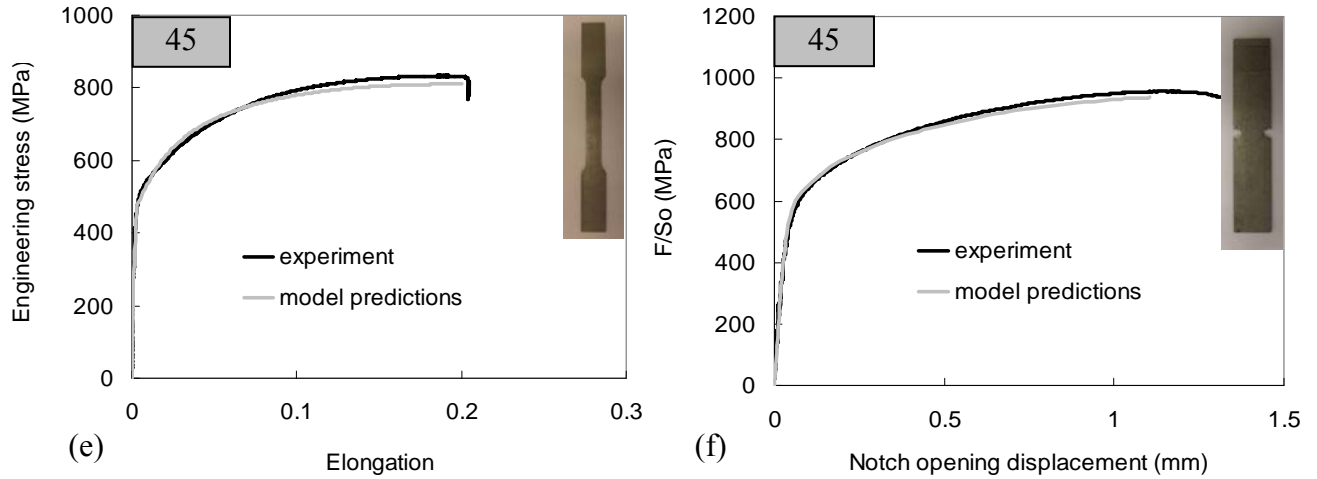 45
1000
800
600
400
200
0
Engineering stress (MPa)
experiment
model predictions
0 0.1 0.2 0.3
Elongation
(e)
45
1200
1000
800
600
400
200
0
F/So (MPa)
experiment
model predictions
0 0.5 1 1.5
Notch opening displacement (mm)
(f)